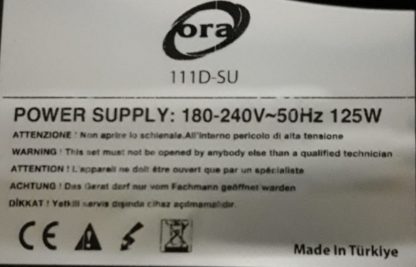 ora
111D-SU
POWER SUPPLY: 180-240V~50Hz 125W
ATTENZIONE ! Non aprire lo schienale.All'interno pericolo di alta tensione
WARNING ! This set must not be opened by anybody else than a qualified technician
ATTENTION ! L'appareil ne doit être ouvert que par un spécialiste
ACHTUNG ! Das Gerat derf nur vom Fachmann geöffnet warden
DİKKAT ! Yetkili servis dışında cihaz açılmamalıdır.
CE
Made In Türkiye